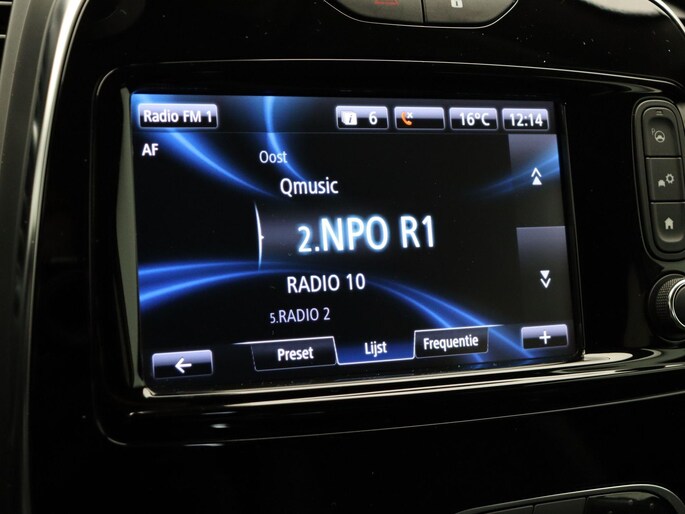 Radio FM 1
6
16°C
12:14
AF
Oost
Qmusic
2.NPO R1
RADIO 10
5.RADIO 2
Preset
Lijst
Frequentie
+